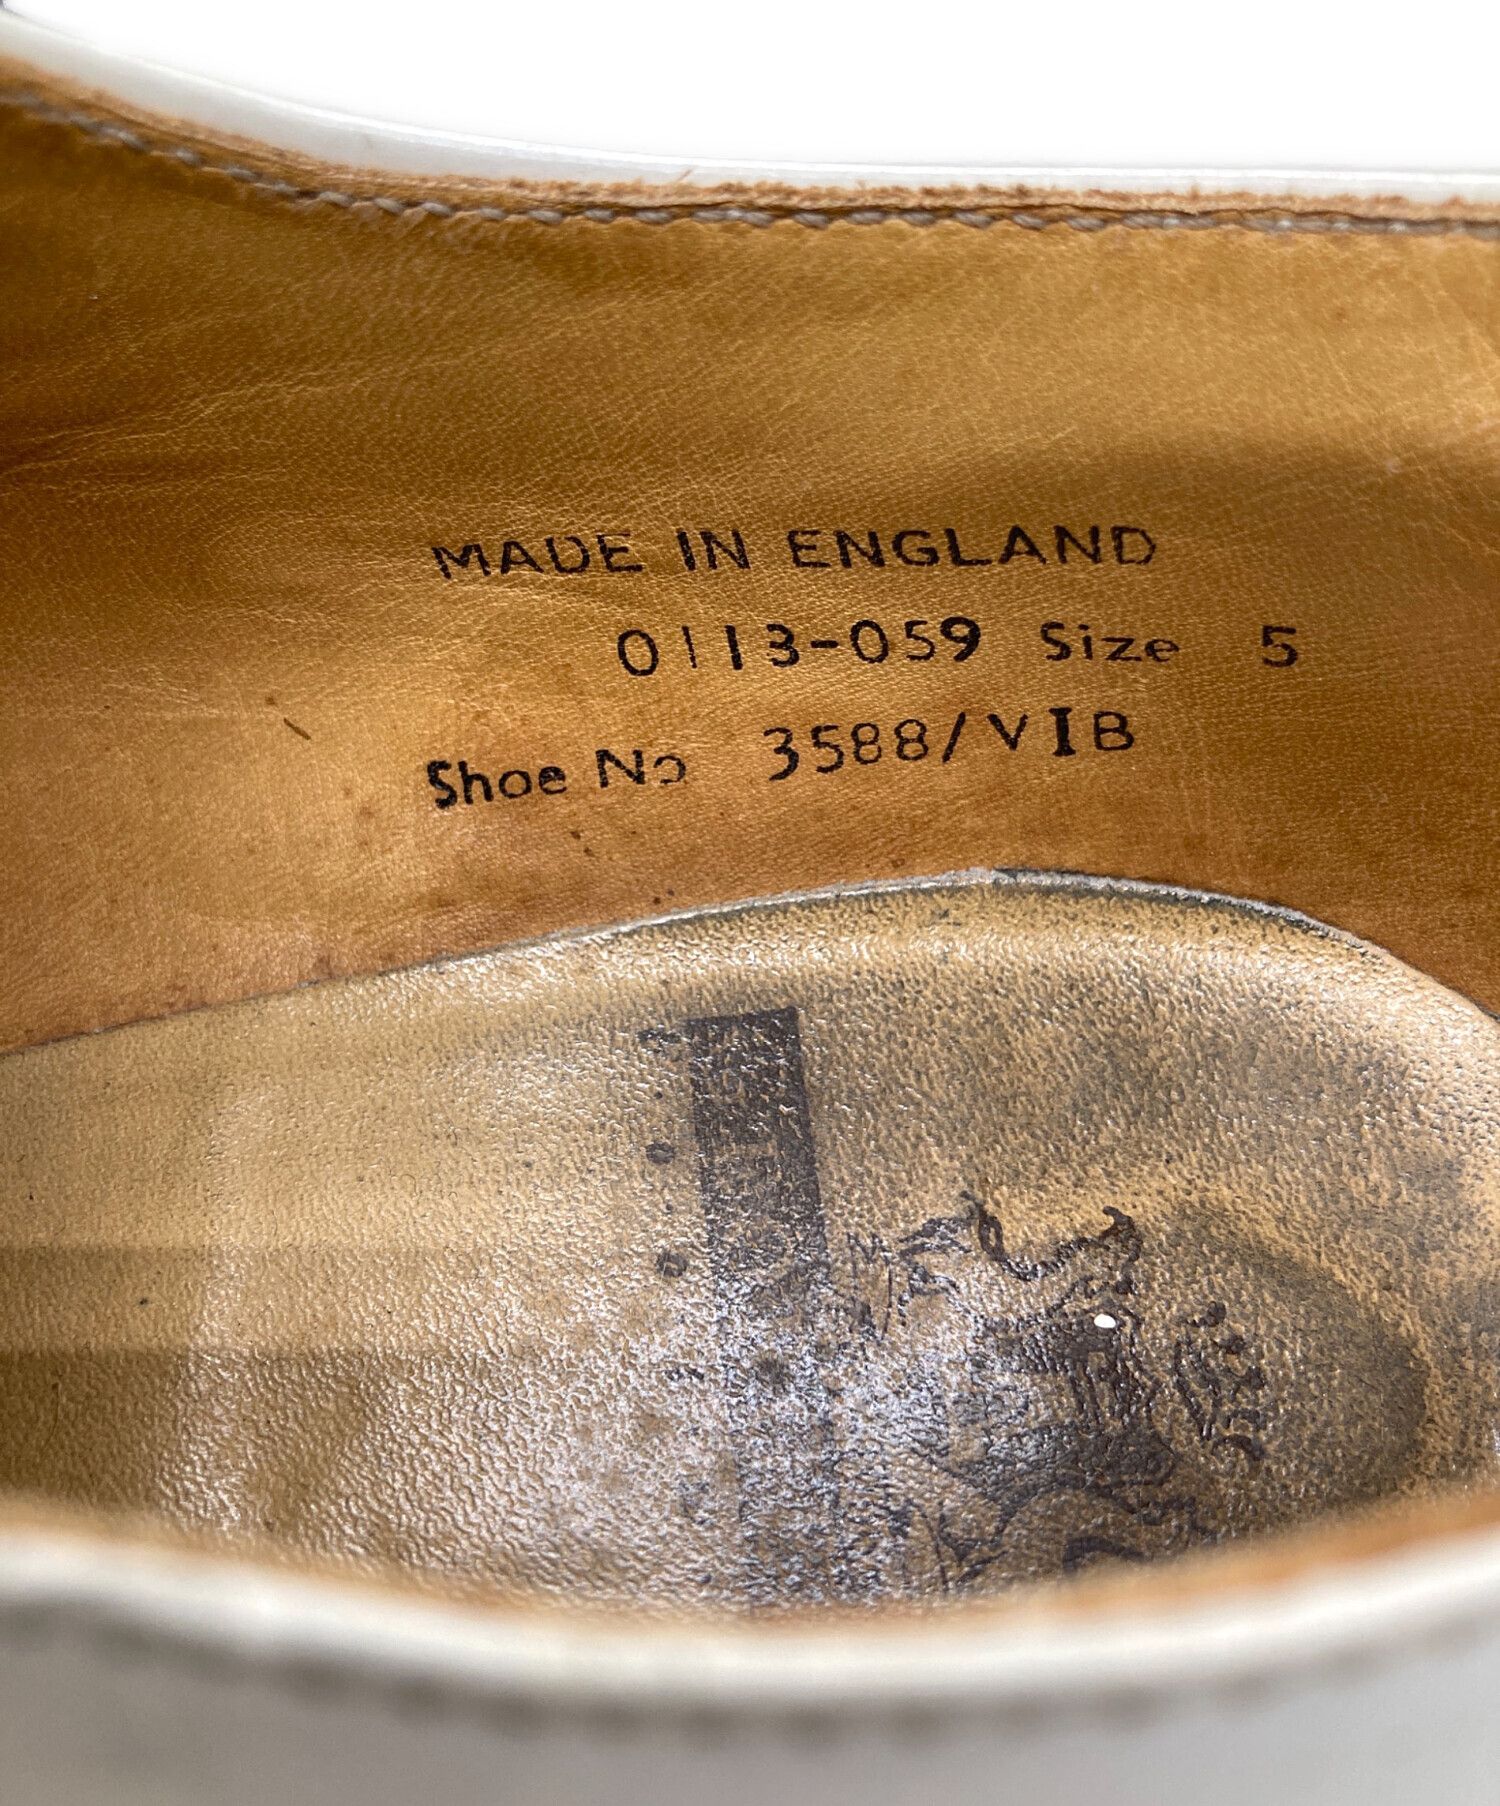 MADE IN ENGLAND
0113-059 Size 5
Shoe No 3588/VIB